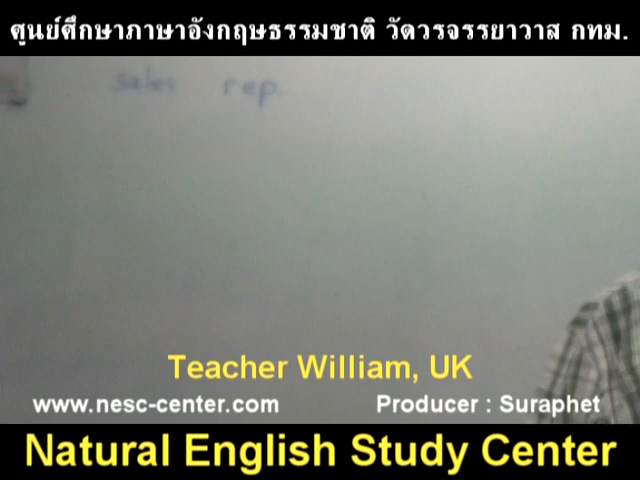 ศูนย์ศึกษาภาษาอังกฤษธรรมชาติ วัดวรจรรยาวาส กทม.
sales rep.
Teacher William, UK
www.nesc-center.com Producer : Suraphet
Natural English Study Center